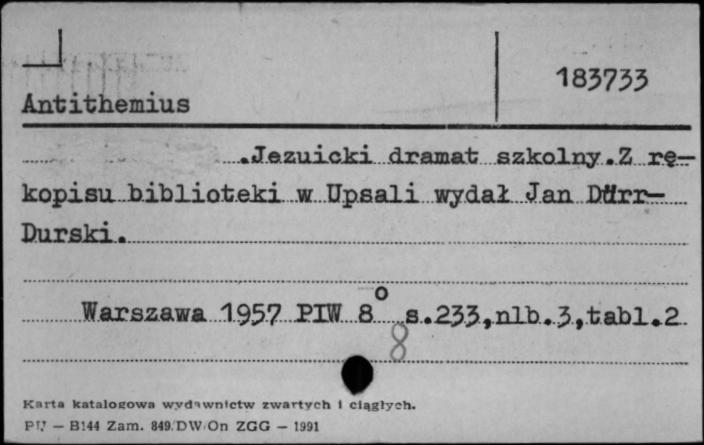 183733
Antithemius
.Jezuicki dramat szkolny.Z rę-
kopisu biblioteki w Upsali wydał Jan Dürr-
Durski.
Warszawa 1957 PIW 8° s.233,nlb.3,tabl.2
8
Karta katalogowa wydawnictw zwartych i ciągłych.
PU — B144 Zam. 849/DW/On ZGG — 1991